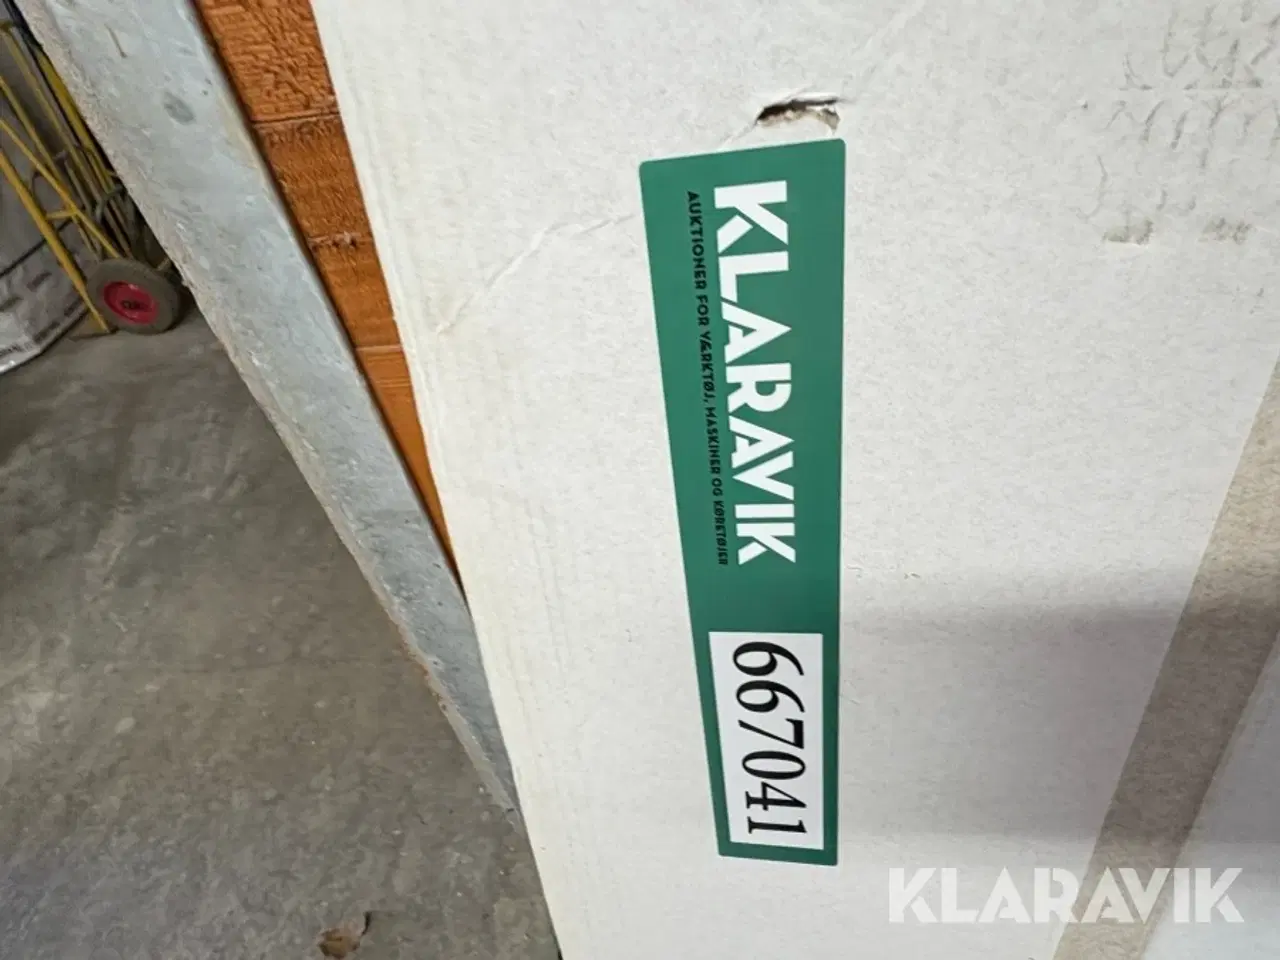 KLARAVIK
AUKTIONER FOR VÆRKTØJ, MASKINER OG KØRETØJER
667041
KLARAVIK